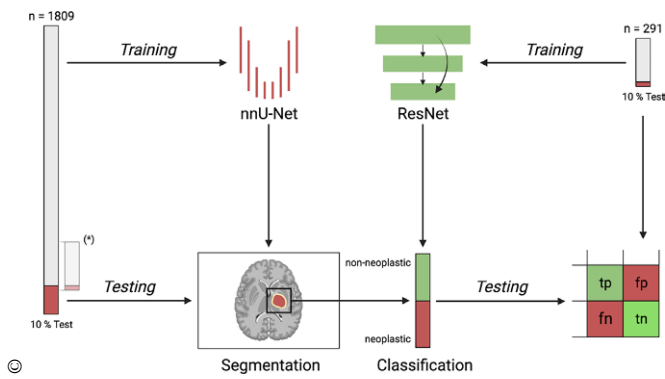 n = 1809
Training
nnU-Net
ResNet
Training
n = 291
10 % Test
(*)
Testing
10 % Test
Segmentation
non-neoplastic
neoplastic
Classification
Testing
tp
fp
fn
tn
©